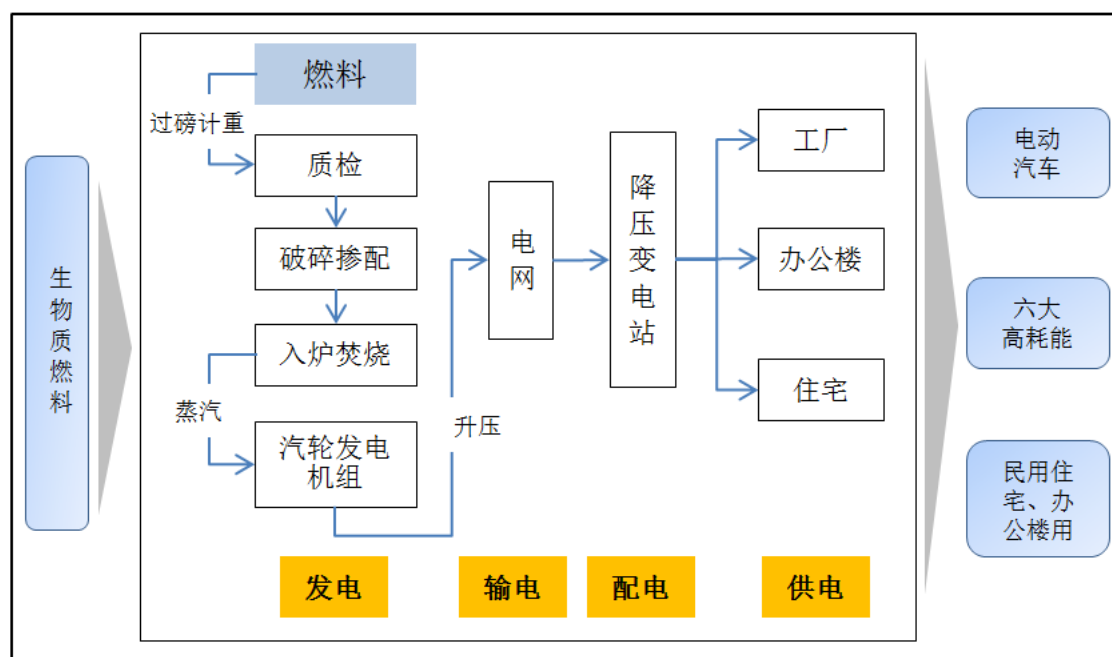 生
物
质
燃
料
燃料
过磅计重
质检
破碎掺配
入炉焚烧
蒸汽
汽轮发电
机组
升压
电
网
降
压
变
电
站
工厂
办公楼
住宅
发电
输电
配电
供电
电动
汽车
六大
高耗能
民用住
宅、办
公楼用